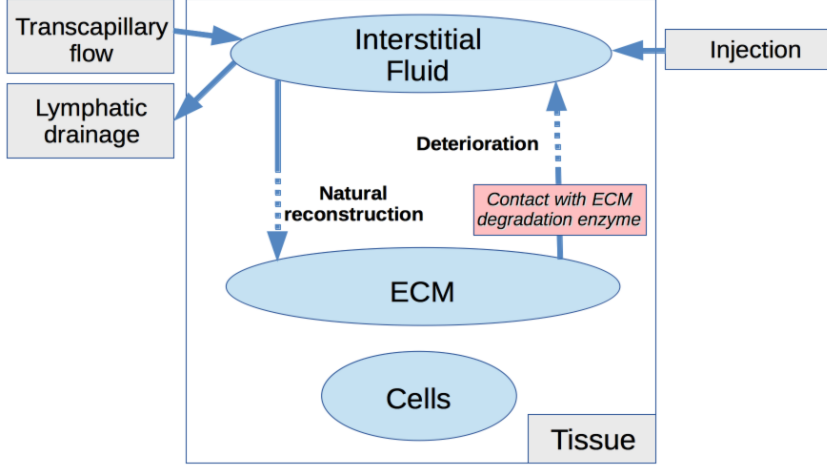 Transcapillary
flow
Interstitial
Fluid
Injection
Lymphatic
drainage
Deterioration
Natural
reconstruction
Contact with ECM
degradation enzyme
ECM
Cells
Tissue